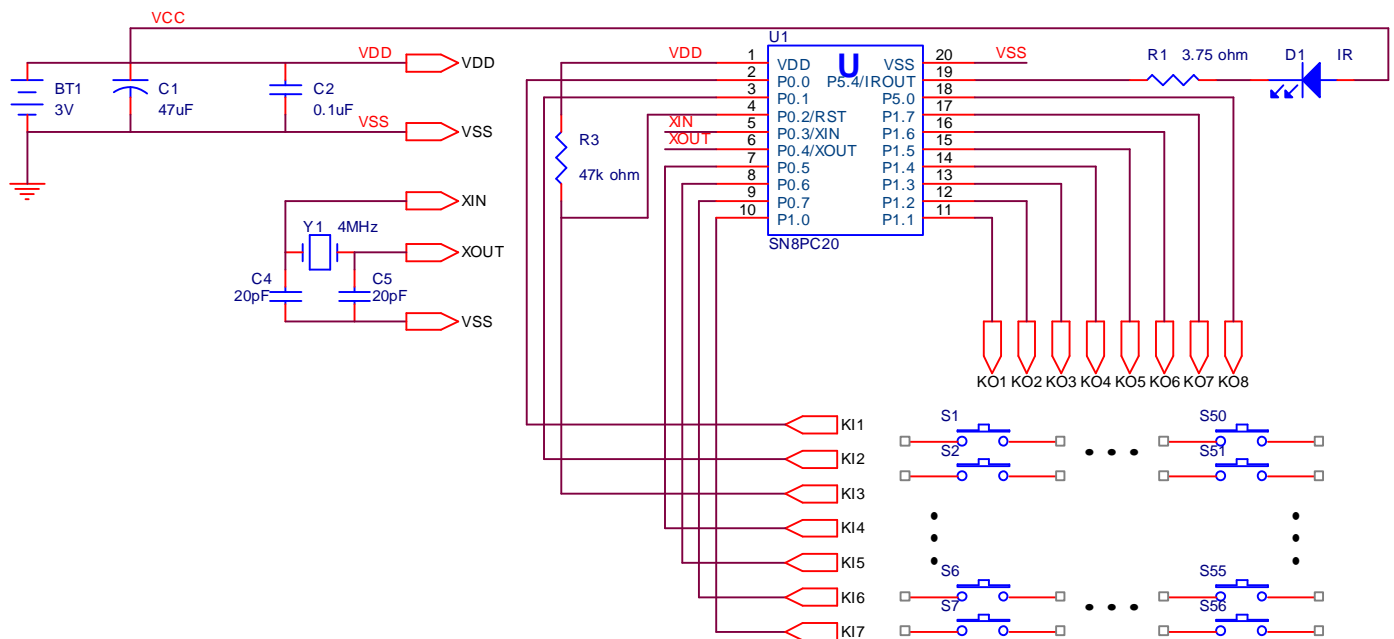 VCC
VDD
VDD
BT1
3V
C1
47uF
C2
0.1uF
VSS
VSS
XIN
Y1 4MHz
XOUT
C4
20pF
C5
20pF
VSS
VDD
R3
47k ohm
XIN
XOUT
U1
U
1 VDD
2 P0.0
3 P0.1
4 P0.2/RST
5 P0.3/XIN
6 P0.4/XOUT
7 P0.5
8 P0.6
9 P0.7
10 P1.0
VSS 20
P5.4/IROUT 19
P5.0 18
P1.7 17
P1.6 16
P1.5 15
P1.4 14
P1.3 13
P1.2 12
P1.1 11
SN8PC20
VSS
R1 3.75 ohm
D1 IR
KO1 KO2 KO3 KO4 KO5 KO6 KO7 KO8
KI1
KI2
KI3
KI4
KI5
KI6
KI7
S1 S50
S2 S51
S6 S55
S7 S56